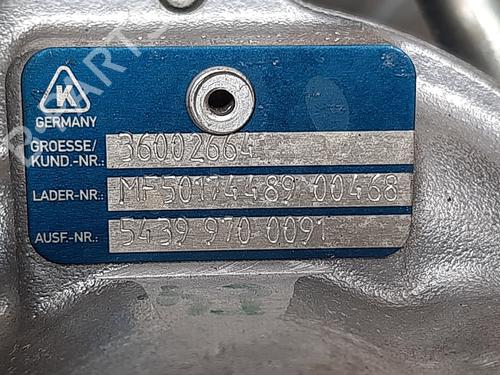 K
GERMANY
GROESSE/
KUND.-NR.: 36002664
LADER-NR.: MF50174489 00468
AUSF.-NR.: 5439 970 0091